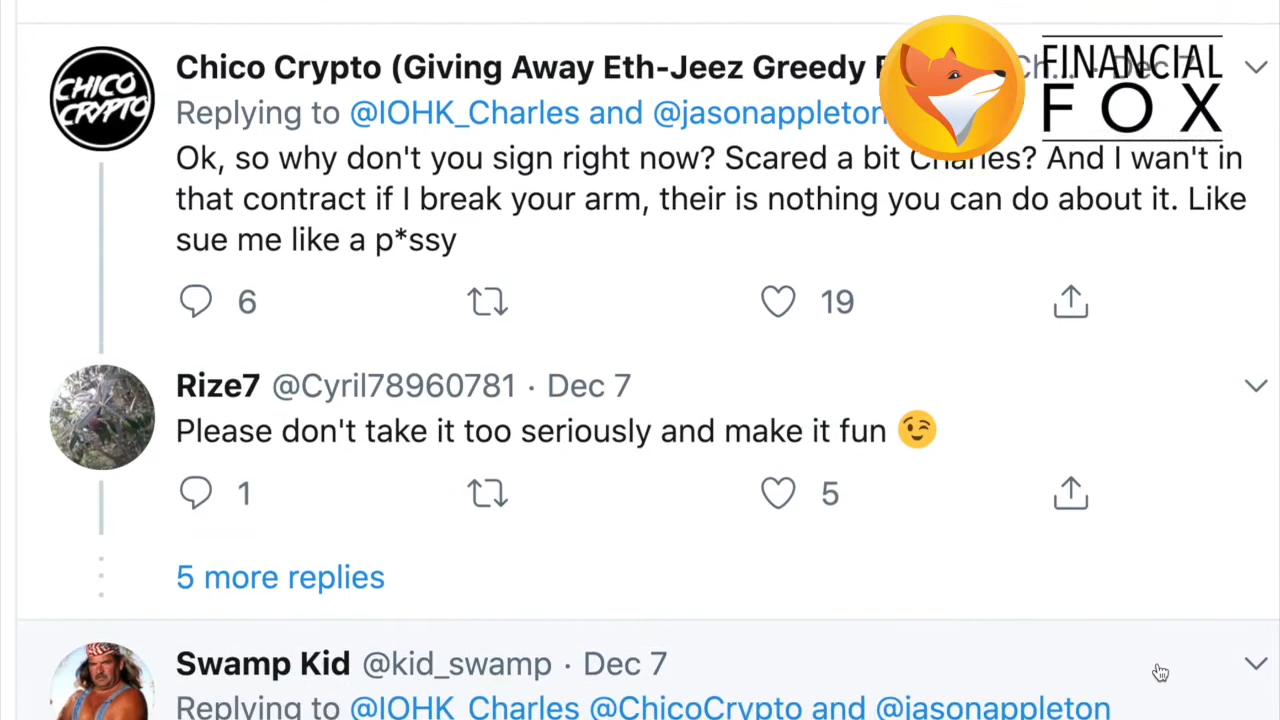 CHICO
CRYPTO
Chico Crypto (Giving Away Eth-Jeez Greedy
FINANCIAL
FOX
Replying to @IOHK_Charles and @jasonappleton
Ok, so why don't you sign right now? Scared a bit Charles? And I wan't in
that contract if I break your arm, their is nothing you can do about it. Like
sue me like a p*ssy
6
19
Rize7 @Cyril78960781 · Dec 7
Please don't take it too seriously and make it fun 😉
1
5
5 more replies
Swamp Kid @kid_swamp · Dec 7
Replying to @IOHK_Charles @ChicoCrypto and @jasonappleton